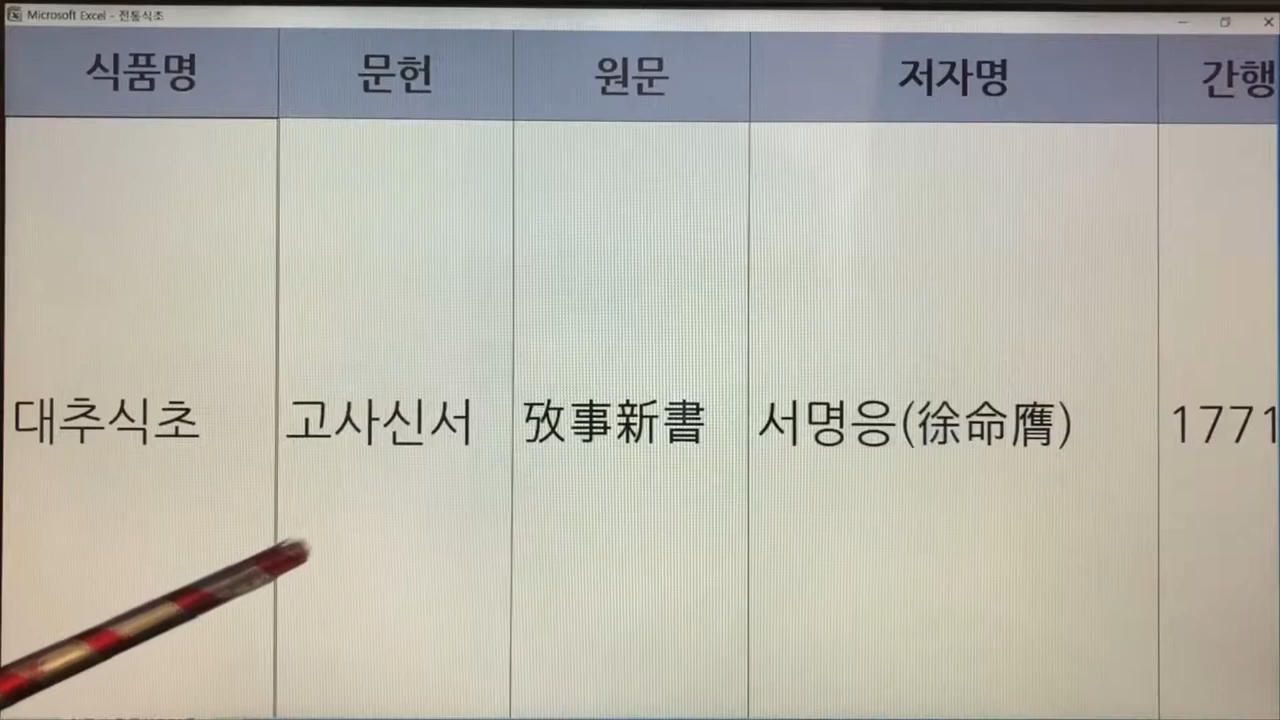 Microsoft Excel - 전통식초
식품명 문헌 원문 저자명 간행
대추식초 고사신서 攷事新書 서명응(徐命膺) 1771